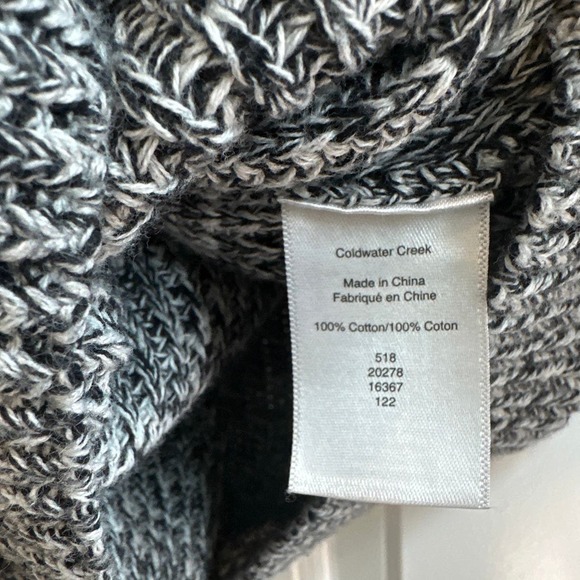 Coldwater Creek
Made in China
Fabriqué en Chine
100% Cotton/100% Coton
518
20278
16367
122